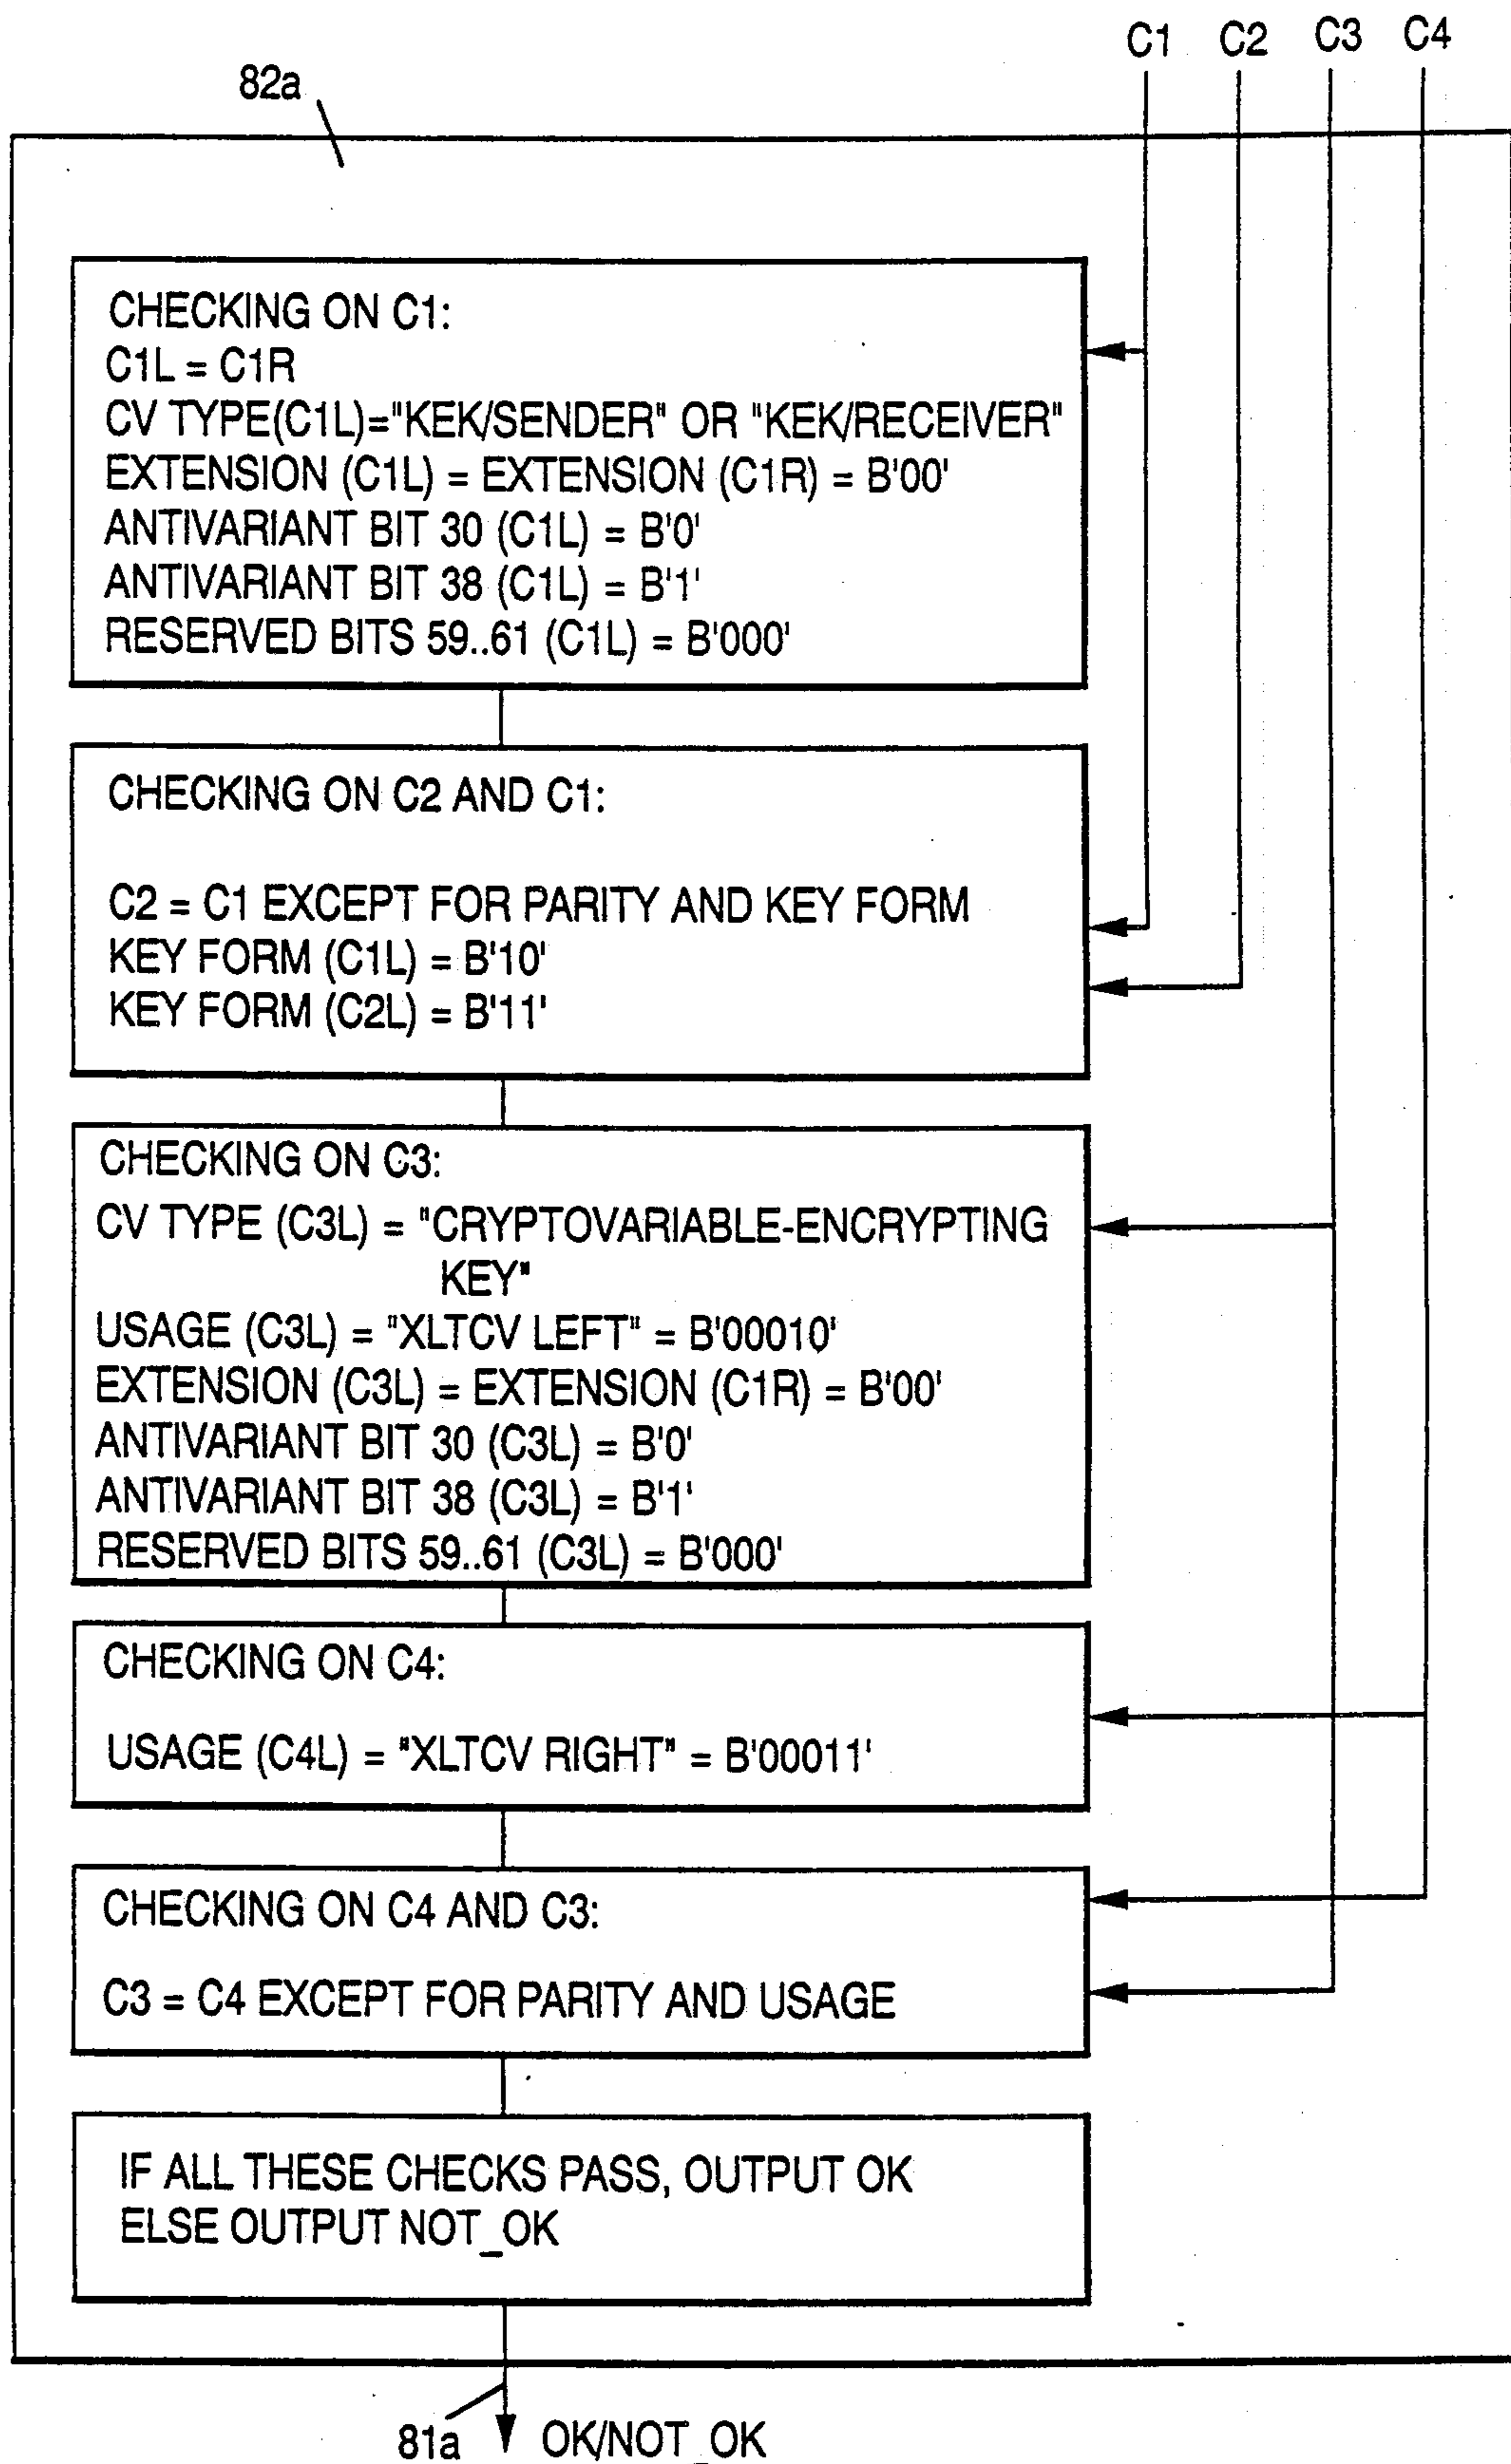 C1 C2 C3 C4
82a
CHECKING ON C1:
C1L = C1R
CV TYPE(C1L)="KEK/SENDER" OR "KEK/RECEIVER"
EXTENSION (C1L) = EXTENSION (C1R) = B'00'
ANTIVARIANT BIT 30 (C1L) = B'0'
ANTIVARIANT BIT 38 (C1L) = B'1'
RESERVED BITS 59..61 (C1L) = B'000'
CHECKING ON C2 AND C1:
C2 = C1 EXCEPT FOR PARITY AND KEY FORM
KEY FORM (C1L) = B'10'
KEY FORM (C2L) = B'11'
CHECKING ON C3:
CV TYPE (C3L) = "CRYPTOVARIABLE-ENCRYPTING
KEY"
USAGE (C3L) = "XLTCV LEFT" = B'00010'
EXTENSION (C3L) = EXTENSION (C1R) = B'00'
ANTIVARIANT BIT 30 (C3L) = B'0'
ANTIVARIANT BIT 38 (C3L) = B'1'
RESERVED BITS 59..61 (C3L) = B'000'
CHECKING ON C4:
USAGE (C4L) = "XLTCV RIGHT" = B'00011'
CHECKING ON C4 AND C3:
C3 = C4 EXCEPT FOR PARITY AND USAGE
IF ALL THESE CHECKS PASS, OUTPUT OK
ELSE OUTPUT NOT_OK
81a OK/NOT_OK